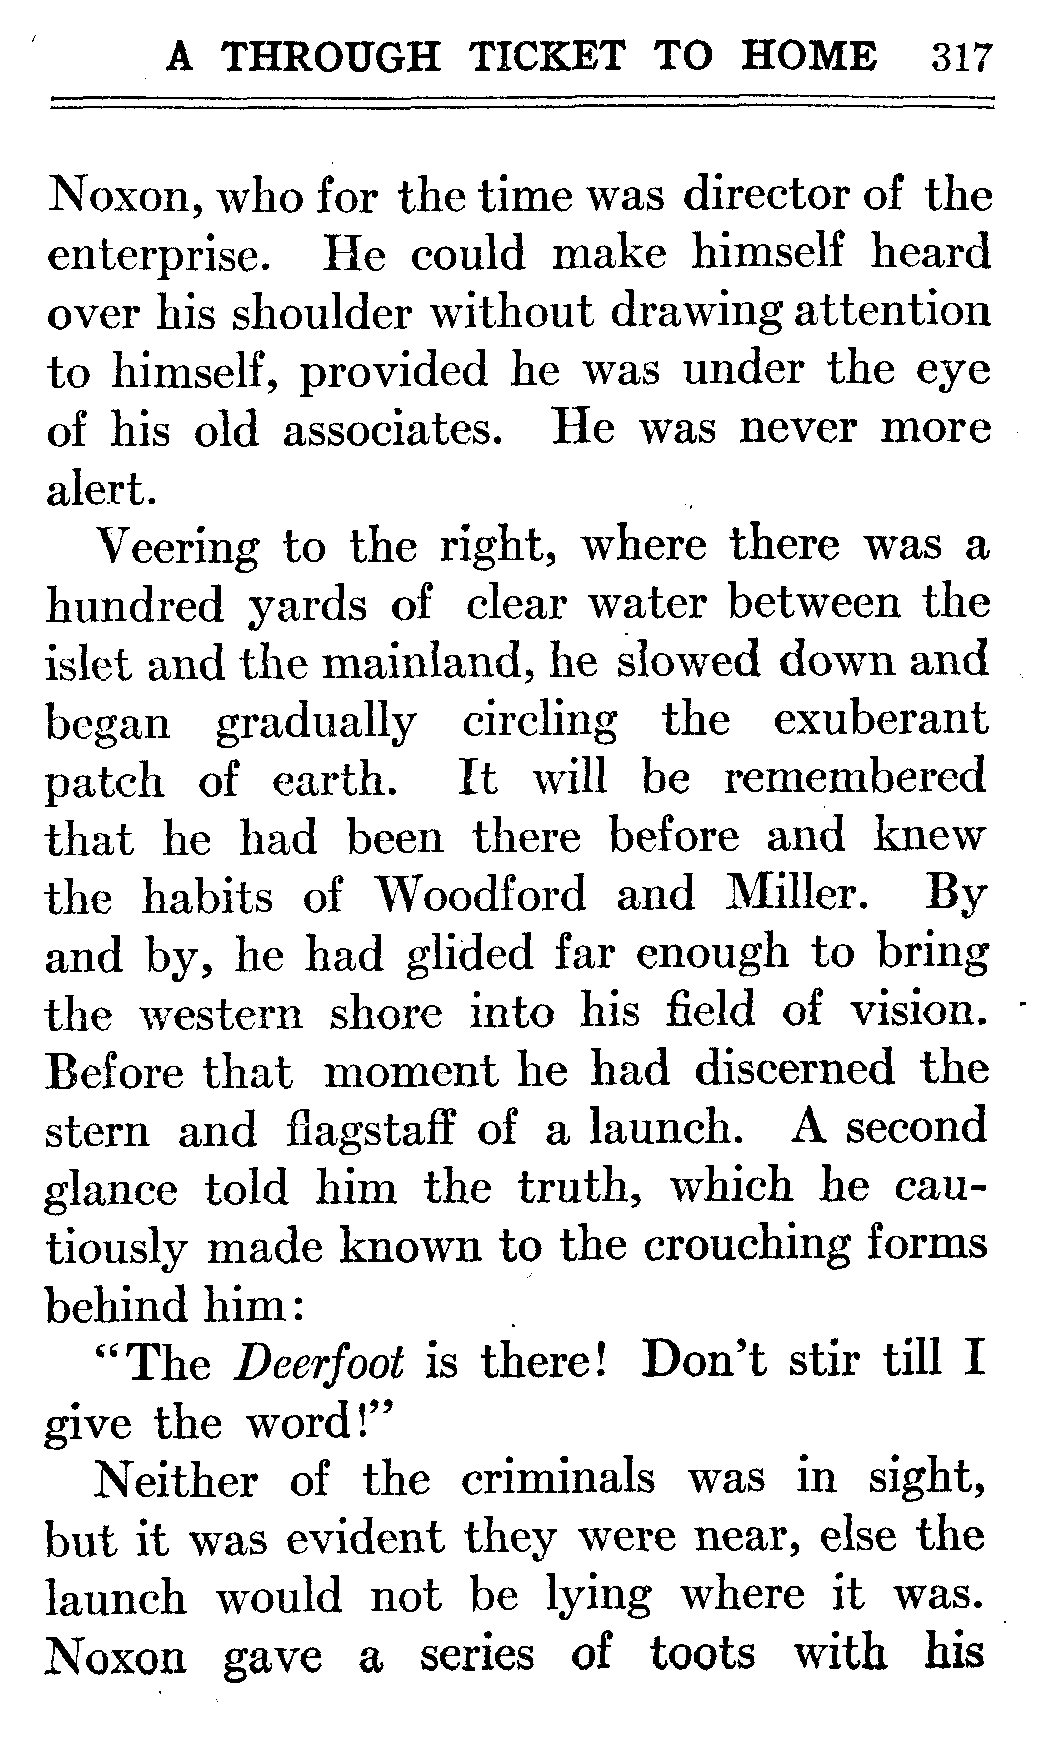 A THROUGH TICKET TO HOME 317
Noxon, who for the time was director of the
enterprise. He could make himself heard
over his shoulder without drawing attention
to himself, provided he was under the eye
of his old associates. He was never more
alert.
Veering to the right, where there was a
hundred yards of clear water between the
islet and the mainland, he slowed down and
began gradually circling the exuberant
patch of earth. It will be remembered
that he had been there before and knew
the habits of Woodford and Miller. By
and by, he had glided far enough to bring
the western shore into his field of vision.
Before that moment he had discerned the
stern and flagstaff of a launch. A second
glance told him the truth, which he cau-
tiously made known to the crouching forms
behind him:
"The Deerfoot is there! Don't stir till I
give the word!"
Neither of the criminals was in sight,
but it was evident they were near, else the
launch would not be lying where it was.
Noxon gave a series of toots with his